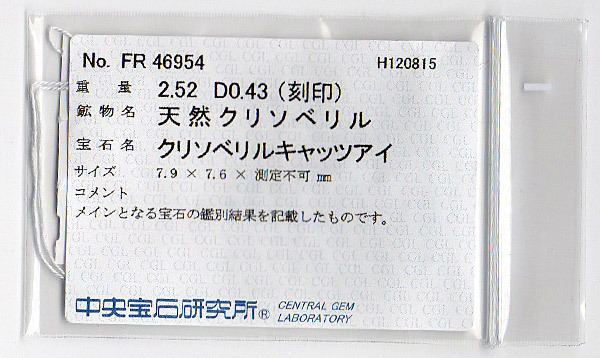 No. FR 46954 H120815
重 量 2.52 D0.43 (刻印)
鉱 物 名 天然クリソベリル
宝 石 名 クリソベリルキャッツアイ
サ イ ズ 7.9 × 7.6 × 測定不可 mm
コメント
メインとなる宝石の鑑別結果を記載したものです。
中央宝石研究所® CENTRAL GEM
LABORATORY